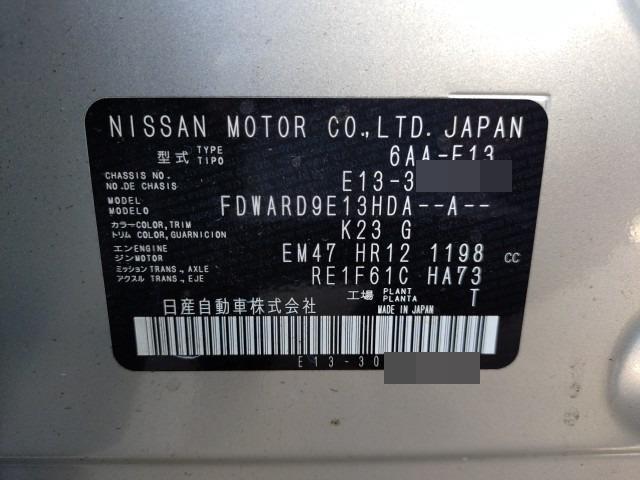 NISSAN MOTOR CO.,LTD. JAPAN
型式 TYPE TIPO 6AA-E13
CHASSIS NO. NO. DE CHASSIS E13-3
MODEL MODELO FDWARD9E13HDA--A--
カラー COLOR, TRIM トリム COLOR, GUARNICION K23 G
エンジン ENGINE MOTOR EM47 HR12 1198 CC
ミッション アクスル TRANS., AXLE TRANS., EJE RE1F61C HA73
工場 PLANT PLANTA T
日産自動車株式会社 MADE IN JAPAN
E13-30